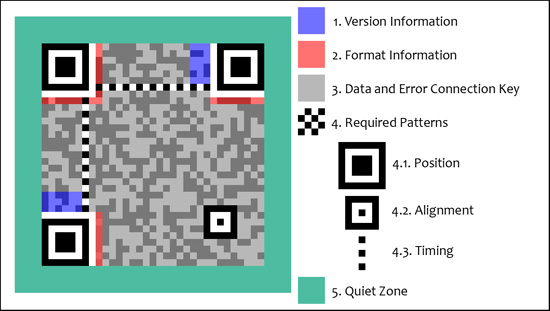 1. Version Information
2. Format Information
3. Data and Error Connection Key
4. Required Patterns
4.1. Position
4.2. Alignment
4.3. Timing
5. Quiet Zone